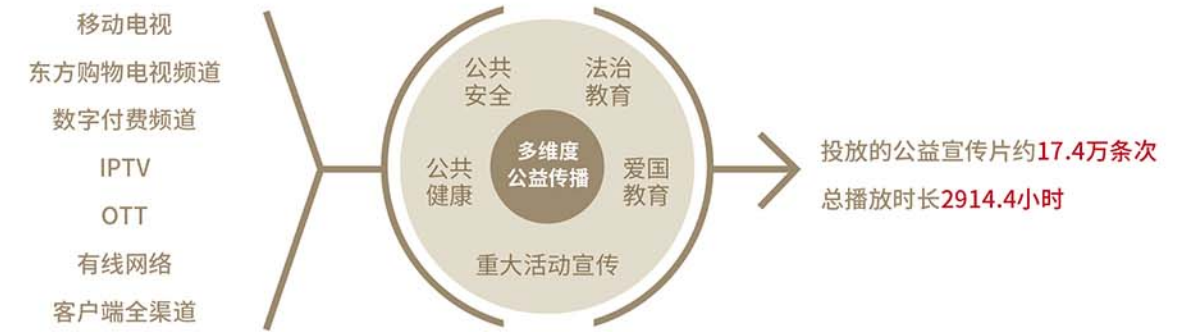 移动电视
东方购物电视频道
数字付费频道
IPTV
OTT
有线网络
客户端全渠道
公共
安全
法治
教育
多维度
公益传播
公共
健康
爱国
教育
重大活动宣传
投放的公益宣传片约17.4万条次
总播放时长2914.4小时